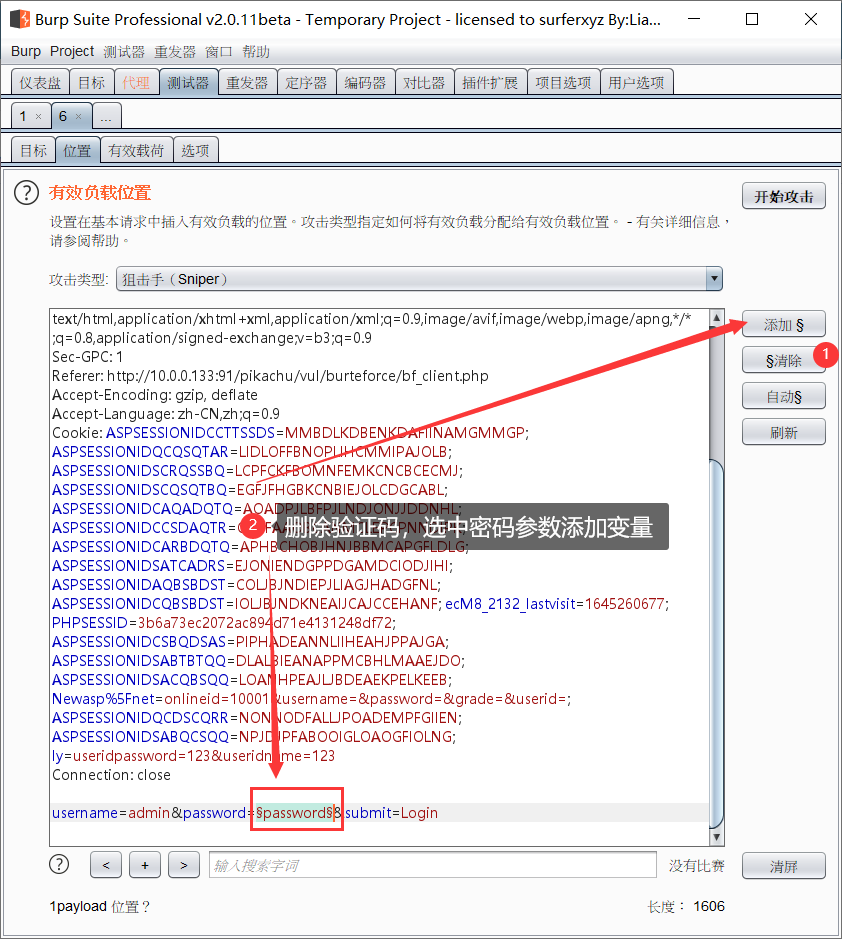 Burp Suite Professional v2.0.11beta - Temporary Project - licensed to surferxyz By:Lia...
Burp Project 测试器 重发器 窗口 帮助
仪表盘 目标 代理 测试器 重发器 定序器 编码器 对比器 插件扩展 项目选项 用户选项
1 × 6 × ...
目标 位置 有效载荷 选项
? 有效负载位置 开始攻击
设置在基本请求中插入有效负载的位置。攻击类型指定如何将有效负载分配给有效负载位置。 - 有关详细信息，
请参阅帮助。
攻击类型: 狙击手（Sniper）
text/html,application/xhtml+xml,application/xml;q=0.9,image/avif,image/webp,image/apng,*/*
添加 §
;q=0.8,application/signed-exchange;v=b3;q=0.9
Sec-GPC: 1
§清除
1
Referer: http://10.0.0.133:91/pikachu/vul/burteforce/bf_client.php
Accept-Encoding: gzip, deflate
自动§
Accept-Language: zh-CN,zh;q=0.9
Cookie: ASPSESSIONIDCCTTSSDS=MMBDLKDBENKDAFIINAMGMMGP;
刷新
ASPSESSIONIDQCQSQTAR=LIDLOFFBNOPLIHCMMIPAJOLB;
ASPSESSIONIDSCRQSSBQ=LCPFCKFBOMNFEMKCNCBCECMJ;
ASPSESSIONIDSCQSQTBQ=EGFJFHGBKCNBIEJOLCDGCABL;
ASPSESSIONIDCAQADQTQ=AOADPJLBFPJLNDJONJJDDNHL;
ASPSESSIONIDCCSDAQTR=
2 删除验证码，选中密码参数添加变量
ASPSESSIONIDCARBDQTQ=APHBCHOBJHNJBBMCAPGFLDLG;
ASPSESSIONIDSATCADRS=EJONIENDGPPDGAMDCIODJIHI;
ASPSESSIONIDAQBSBDST=COLJBJNDIEPJLIAGJHADGFNL;
ASPSESSIONIDCQBSBDST=IOLJBJNDKNEAIJCAJCCEHANF; ecM8_2132_lastvisit=1645260677;
PHPSESSID=3b6a73ec2072ac894d71e4131248df72;
ASPSESSIONIDCSBQDSAS=PIPHADEANNLIIHEAHJPPAJGA;
ASPSESSIONIDSABTBTQQ=DLALBIEANAPPMCBHLMAAEJDO;
ASPSESSIONIDSACQBSQQ=LOANHPEAJLJBDEAEKPELKEEB;
Newasp%5Fnet=onlineid=10001&username=&password=&grade=&userid=;
ASPSESSIONIDQCDSCQRR=NONNODFALLJPOADEMPFGIIEN;
ASPSESSIONIDSABQCSQQ=NPJDJPFABOOIGLOAOGFIOLNG;
ly=useridpassword=123&useridname=123
Connection: close
username=admin&password=§password§&submit=Login
? < + > 输入搜索字词 没有比赛 清屏
1payload 位置？ 长度： 1606